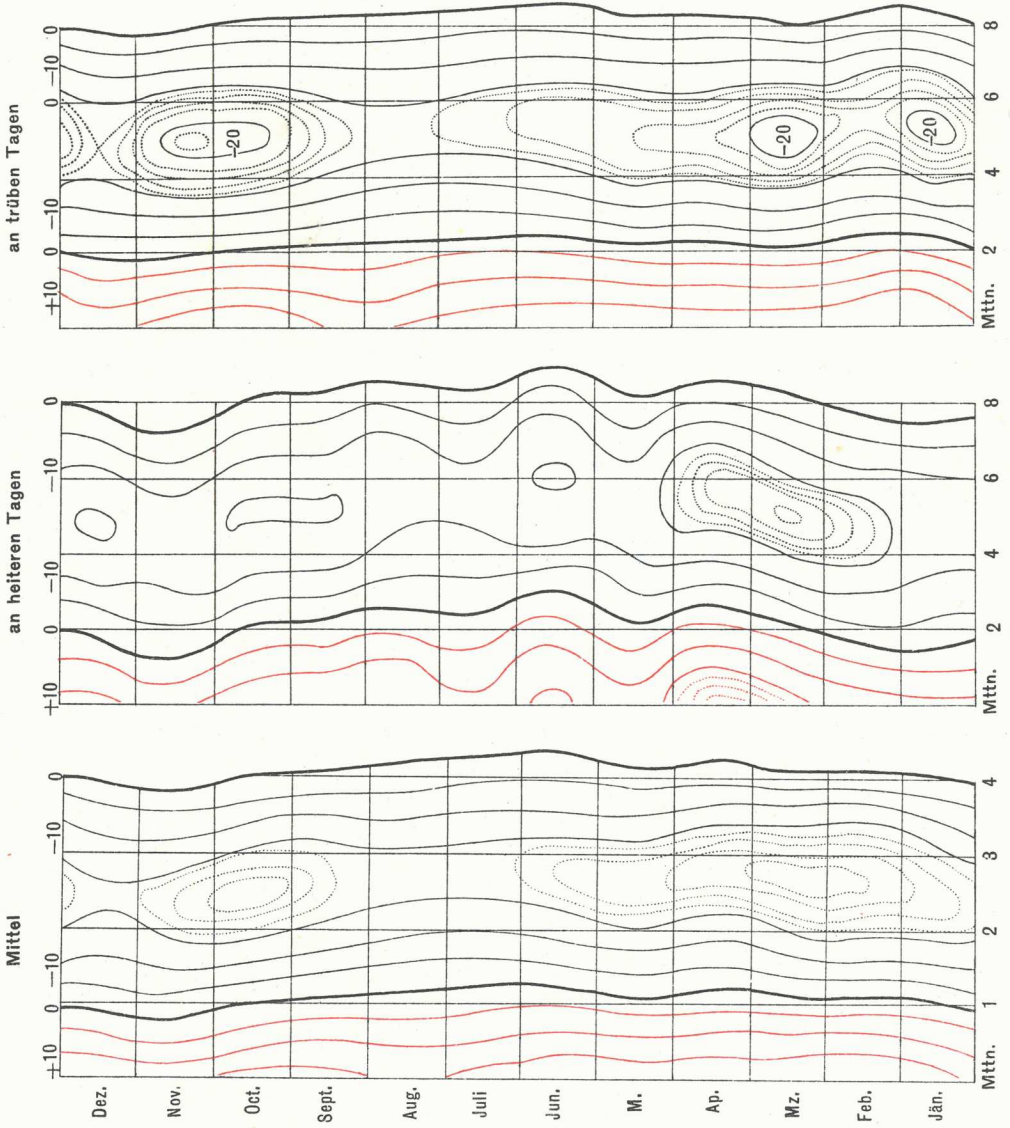 an trüben Tagen
+10 0 -10 0 -10 0
-20
-20
-20
Mttn. 2 4 6 8
an heiteren Tagen
+10 0 -10 -10 0
Mttn. 2 4 6 8
Mittel
+10 0 -10 -10 0
Mttn. 1 2 3 4
Dez.
Nov.
Oct.
Sept.
Aug.
Juli
Jun.
M.
Ap.
Mz.
Feb.
Jän.